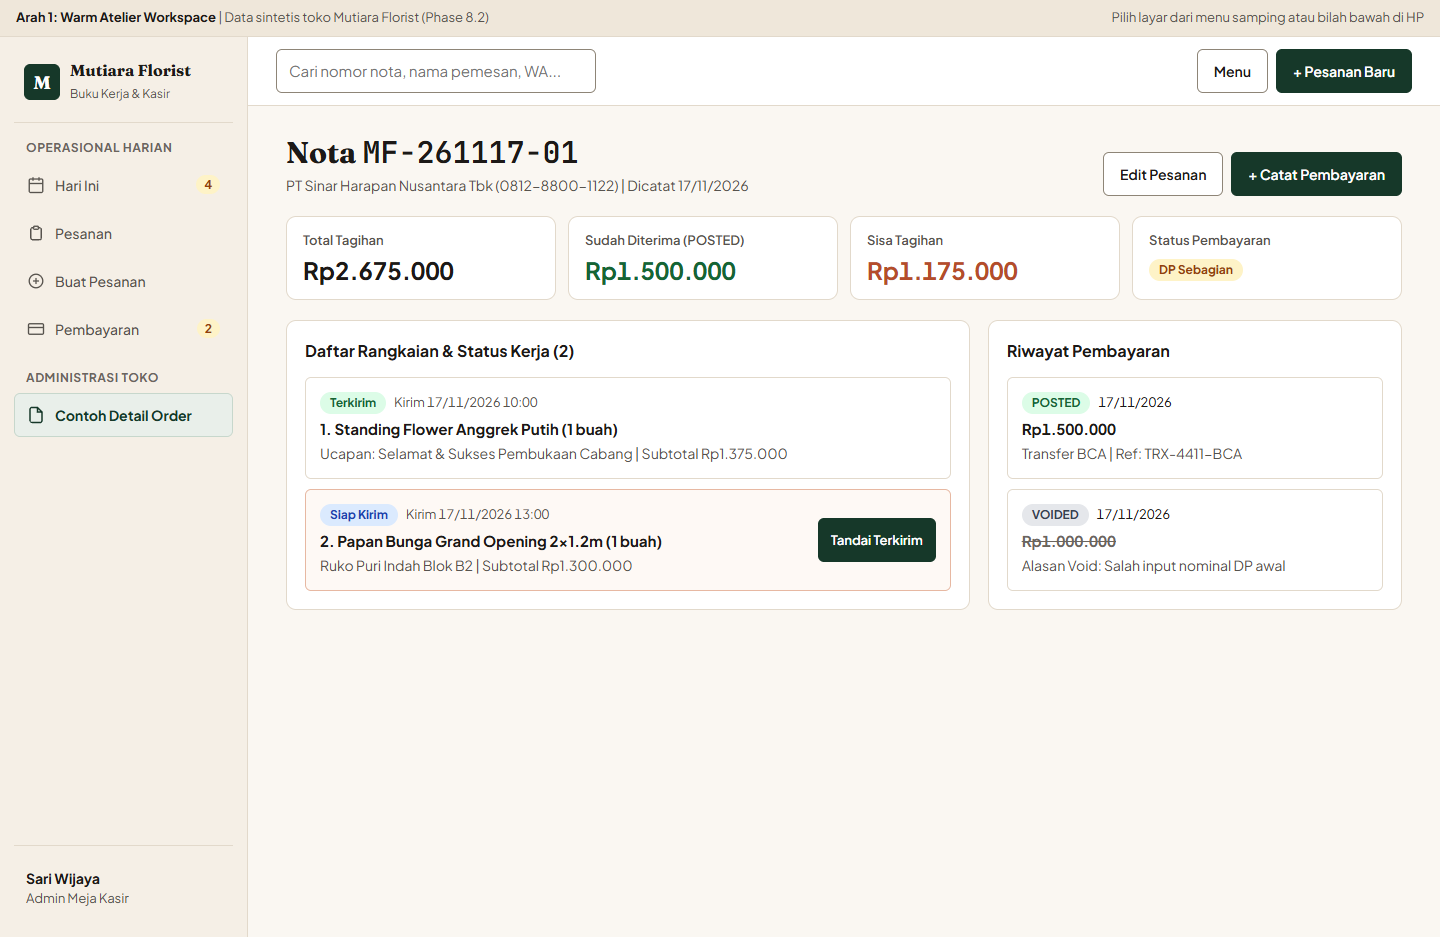 Arah 1: Warm Atelier Workspace | Data sintetis toko Mutiara Florist (Phase 8.2)
Pilih layar dari menu samping atau bilah bawah di HP
M
Mutiara Florist
Buku Kerja & Kasir
OPERASIONAL HARIAN
Hari Ini 4
Pesanan
Buat Pesanan
Pembayaran 2
ADMINISTRASI TOKO
Contoh Detail Order
Sari Wijaya
Admin Meja Kasir
Cari nomor nota, nama pemesan, WA...
Menu
+ Pesanan Baru
Nota MF-261117-01
PT Sinar Harapan Nusantara Tbk (0812-8800-1122) | Dicatat 17/11/2026
Edit Pesanan
+ Catat Pembayaran
Total Tagihan
Rp2.675.000
Sudah Diterima (POSTED)
Rp1.500.000
Sisa Tagihan
Rp1.175.000
Status Pembayaran
DP Sebagian
Daftar Rangkaian & Status Kerja (2)
Terkirim Kirim 17/11/2026 10:00
1. Standing Flower Anggrek Putih (1 buah)
Ucapan: Selamat & Sukses Pembukaan Cabang | Subtotal Rp1.375.000
Siap Kirim Kirim 17/11/2026 13:00
2. Papan Bunga Grand Opening 2×1.2m (1 buah)
Ruko Puri Indah Blok B2 | Subtotal Rp1.300.000
Tandai Terkirim
Riwayat Pembayaran
POSTED 17/11/2026
Rp1.500.000
Transfer BCA | Ref: TRX-4411-BCA
VOIDED 17/11/2026
Rp1.000.000
Alasan Void: Salah input nominal DP awal